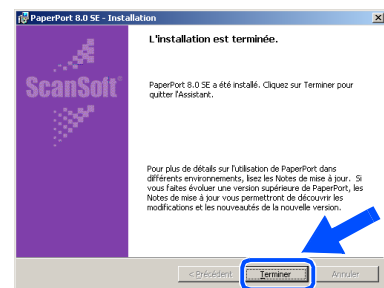 PaperPort 8.0 SE - Installation
L'installation est terminée.
ScanSoft®
PaperPort 8.0 SE a été installé. Cliquez sur Terminer pour
quitter l'Assistant.
Pour plus de détails sur l'utilisation de PaperPort dans
différents environnements, lisez les Notes de mise à jour. Si
vous faites évoluer une version supérieure de PaperPort, les
Notes de mise à jour vous permettront de découvrir les
modifications et les nouveautés de la nouvelle version.
< Précédent
Terminer
Annuler